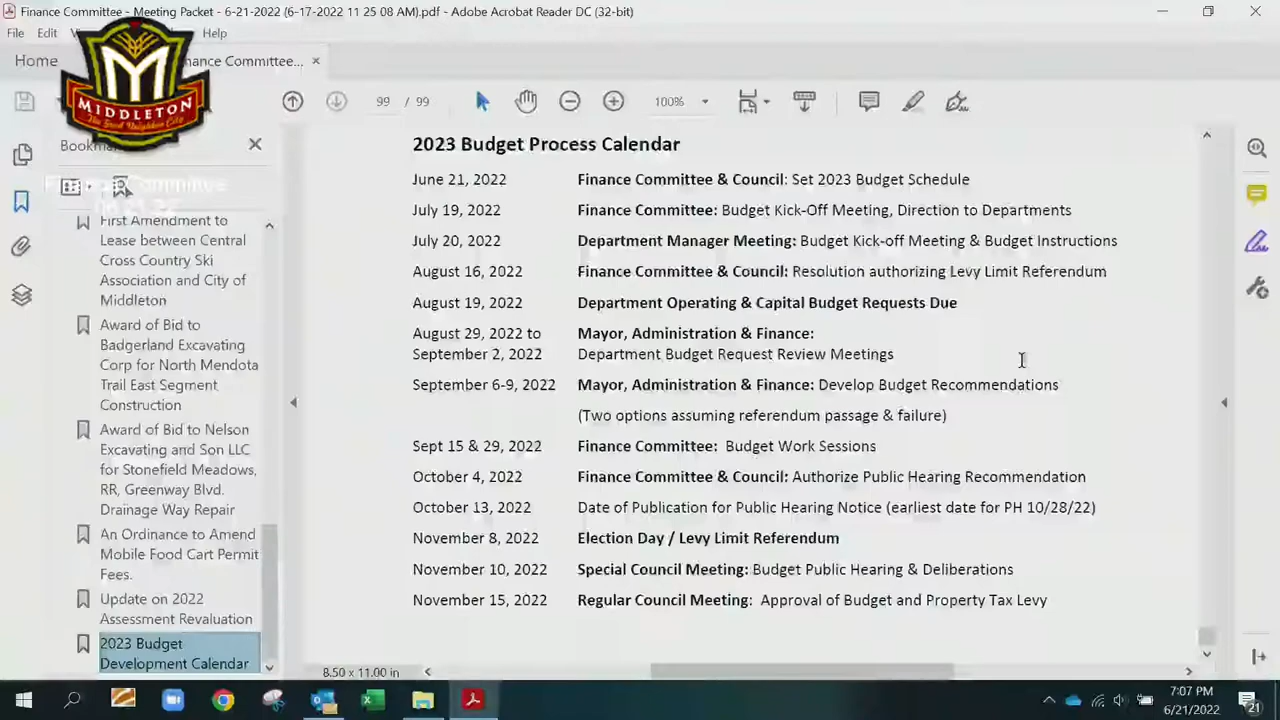 Finance Committee - Meeting Packet - 6-21-2022 (6-17-2022 11 25 08 AM).pdf - Adobe Acrobat Reader DC (32-bit)
File Edit Help
Home nance Committee... ×
MIDDLETON
The Good Neighbor City
99 / 99 100%
Bookm
Finance Committee
First Amendment to
Lease between Central
Cross Country Ski
Association and City of
Middleton
Award of Bid to
Badgerland Excavating
Corp for North Mendota
Trail East Segment
Construction
Award of Bid to Nelson
Excavating and Son LLC
for Stonefield Meadows,
RR, Greenway Blvd.
Drainage Way Repair
An Ordinance to Amend
Mobile Food Cart Permit
Fees.
Update on 2022
Assessment Revaluation
2023 Budget
Development Calendar
2023 Budget Process Calendar
June 21, 2022 Finance Committee & Council: Set 2023 Budget Schedule
July 19, 2022 Finance Committee: Budget Kick-Off Meeting, Direction to Departments
July 20, 2022 Department Manager Meeting: Budget Kick-off Meeting & Budget Instructions
August 16, 2022 Finance Committee & Council: Resolution authorizing Levy Limit Referendum
August 19, 2022 Department Operating & Capital Budget Requests Due
August 29, 2022 to Mayor, Administration & Finance:
September 2, 2022 Department Budget Request Review Meetings
September 6-9, 2022 Mayor, Administration & Finance: Develop Budget Recommendations
(Two options assuming referendum passage & failure)
Sept 15 & 29, 2022 Finance Committee: Budget Work Sessions
October 4, 2022 Finance Committee & Council: Authorize Public Hearing Recommendation
October 13, 2022 Date of Publication for Public Hearing Notice (earliest date for PH 10/28/22)
November 8, 2022 Election Day / Levy Limit Referendum
November 10, 2022 Special Council Meeting: Budget Public Hearing & Deliberations
November 15, 2022 Regular Council Meeting: Approval of Budget and Property Tax Levy
8.50 x 11.00 in
7:07 PM
6/21/2022
21